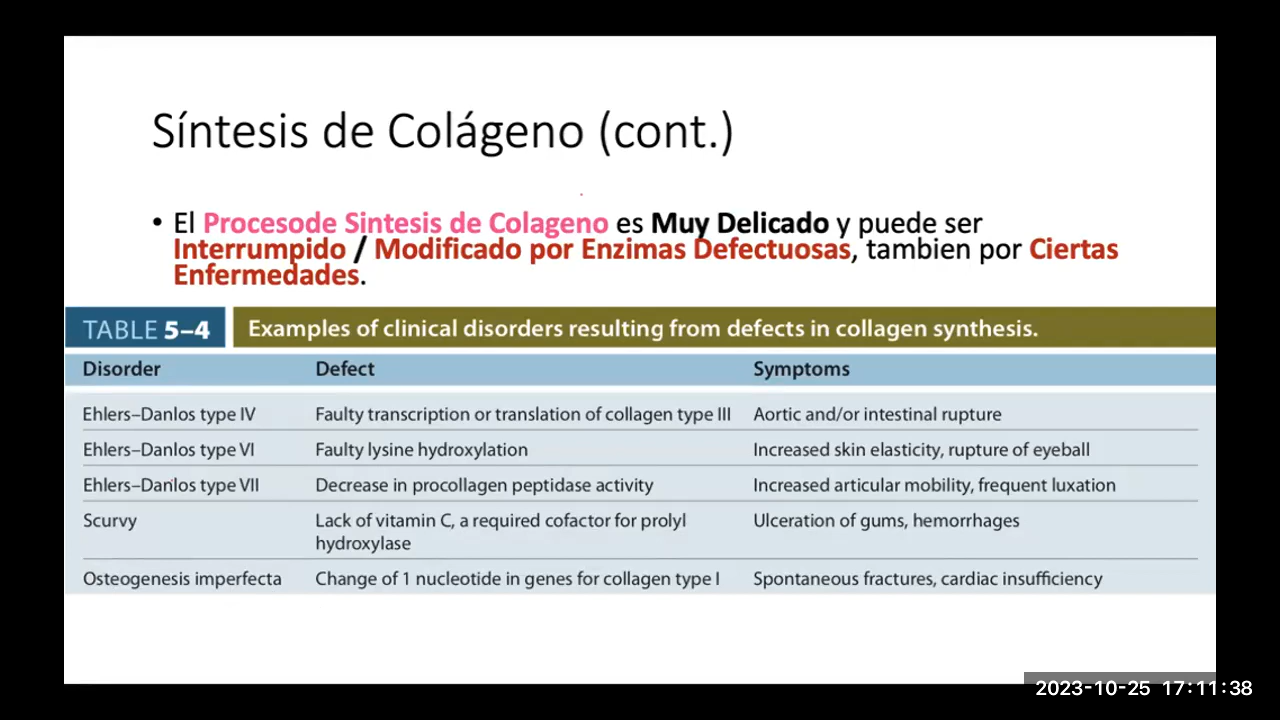 Síntesis de Colágeno (cont.)
• El Procesode Sintesis de Colageno es Muy Delicado y puede ser
Interrumpido / Modificado por Enzimas Defectuosas, tambien por Ciertas
Enfermedades.
TABLE 5–4 Examples of clinical disorders resulting from defects in collagen synthesis.
Disorder Defect Symptoms
Ehlers–Danlos type IV Faulty transcription or translation of collagen type III Aortic and/or intestinal rupture
Ehlers–Danlos type VI Faulty lysine hydroxylation Increased skin elasticity, rupture of eyeball
Ehlers–Danlos type VII Decrease in procollagen peptidase activity Increased articular mobility, frequent luxation
Scurvy Lack of vitamin C, a required cofactor for prolyl Ulceration of gums, hemorrhages
hydroxylase
Osteogenesis imperfecta Change of 1 nucleotide in genes for collagen type I Spontaneous fractures, cardiac insufficiency
2023-10-25 17:11:38